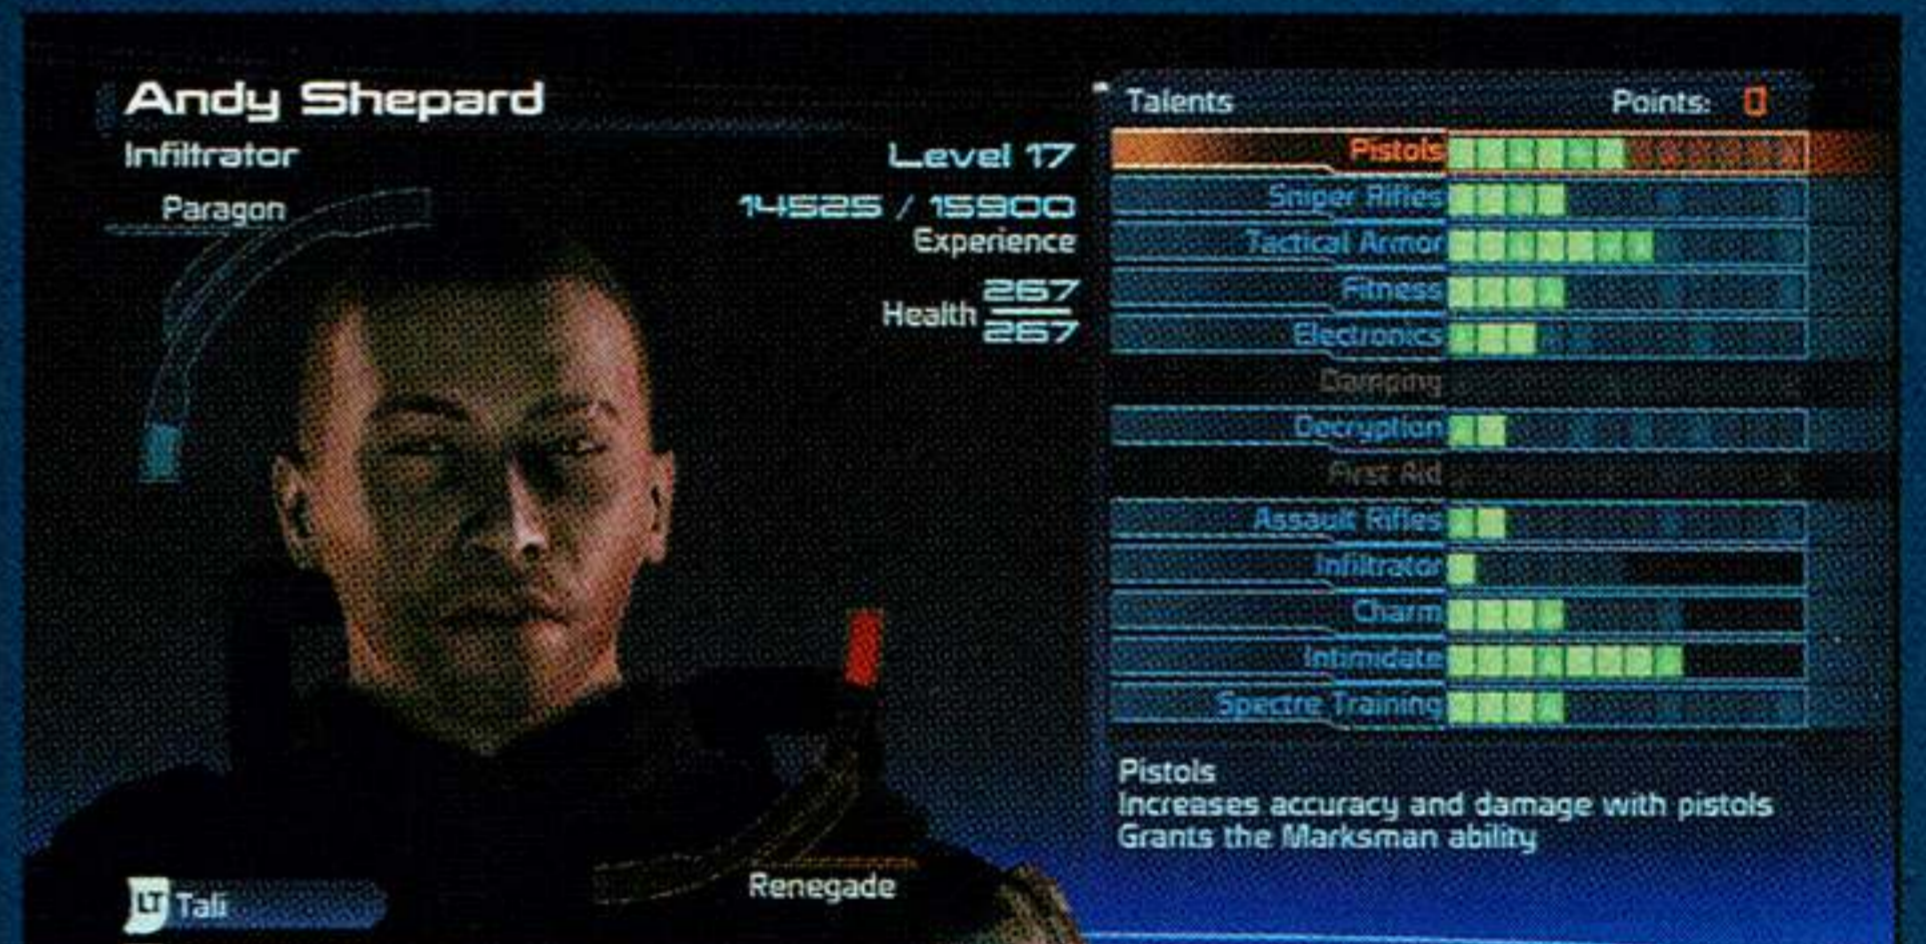 Andy Shepard
Infiltrator
Level 17
Paragon
14525 / 15900
Experience
Health 267
267
Talents Points: 0
Pistols
Sniper Rifles
Tactical Armor
Fitness
Electronics
Damping
Decryption
First Aid
Assault Rifles
Infiltrator
Charm
Intimidate
Spectre Training
Pistols
Increases accuracy and damage with pistols
Grants the Marksman ability
Renegade
LT Tali